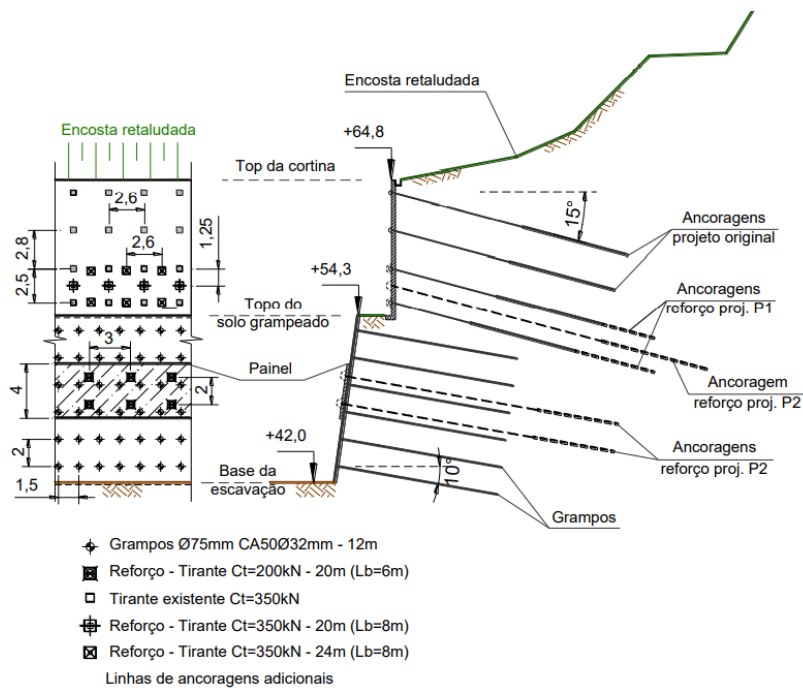 Encosta retaludada
Encosta retaludada
+64,8
Top da cortina
2,6
1,25
15°
2,8
2,6
Ancoragens
projeto original
2,5
+54,3
Topo do
solo grampeado
Ancoragens
reforço proj. P1
3
Painel
4
2
Ancoragem
reforço proj. P2
+42,0
Ancoragens
reforço proj. P2
2
Base da
escavação
10°
1,5
Grampos
Grampos Ø75mm CA50Ø32mm - 12m
Reforço - Tirante Ct=200kN - 20m (Lb=6m)
Tirante existente Ct=350kN
Reforço - Tirante Ct=350kN - 20m (Lb=8m)
Reforço - Tirante Ct=350kN - 24m (Lb=8m)
Linhas de ancoragens adicionais